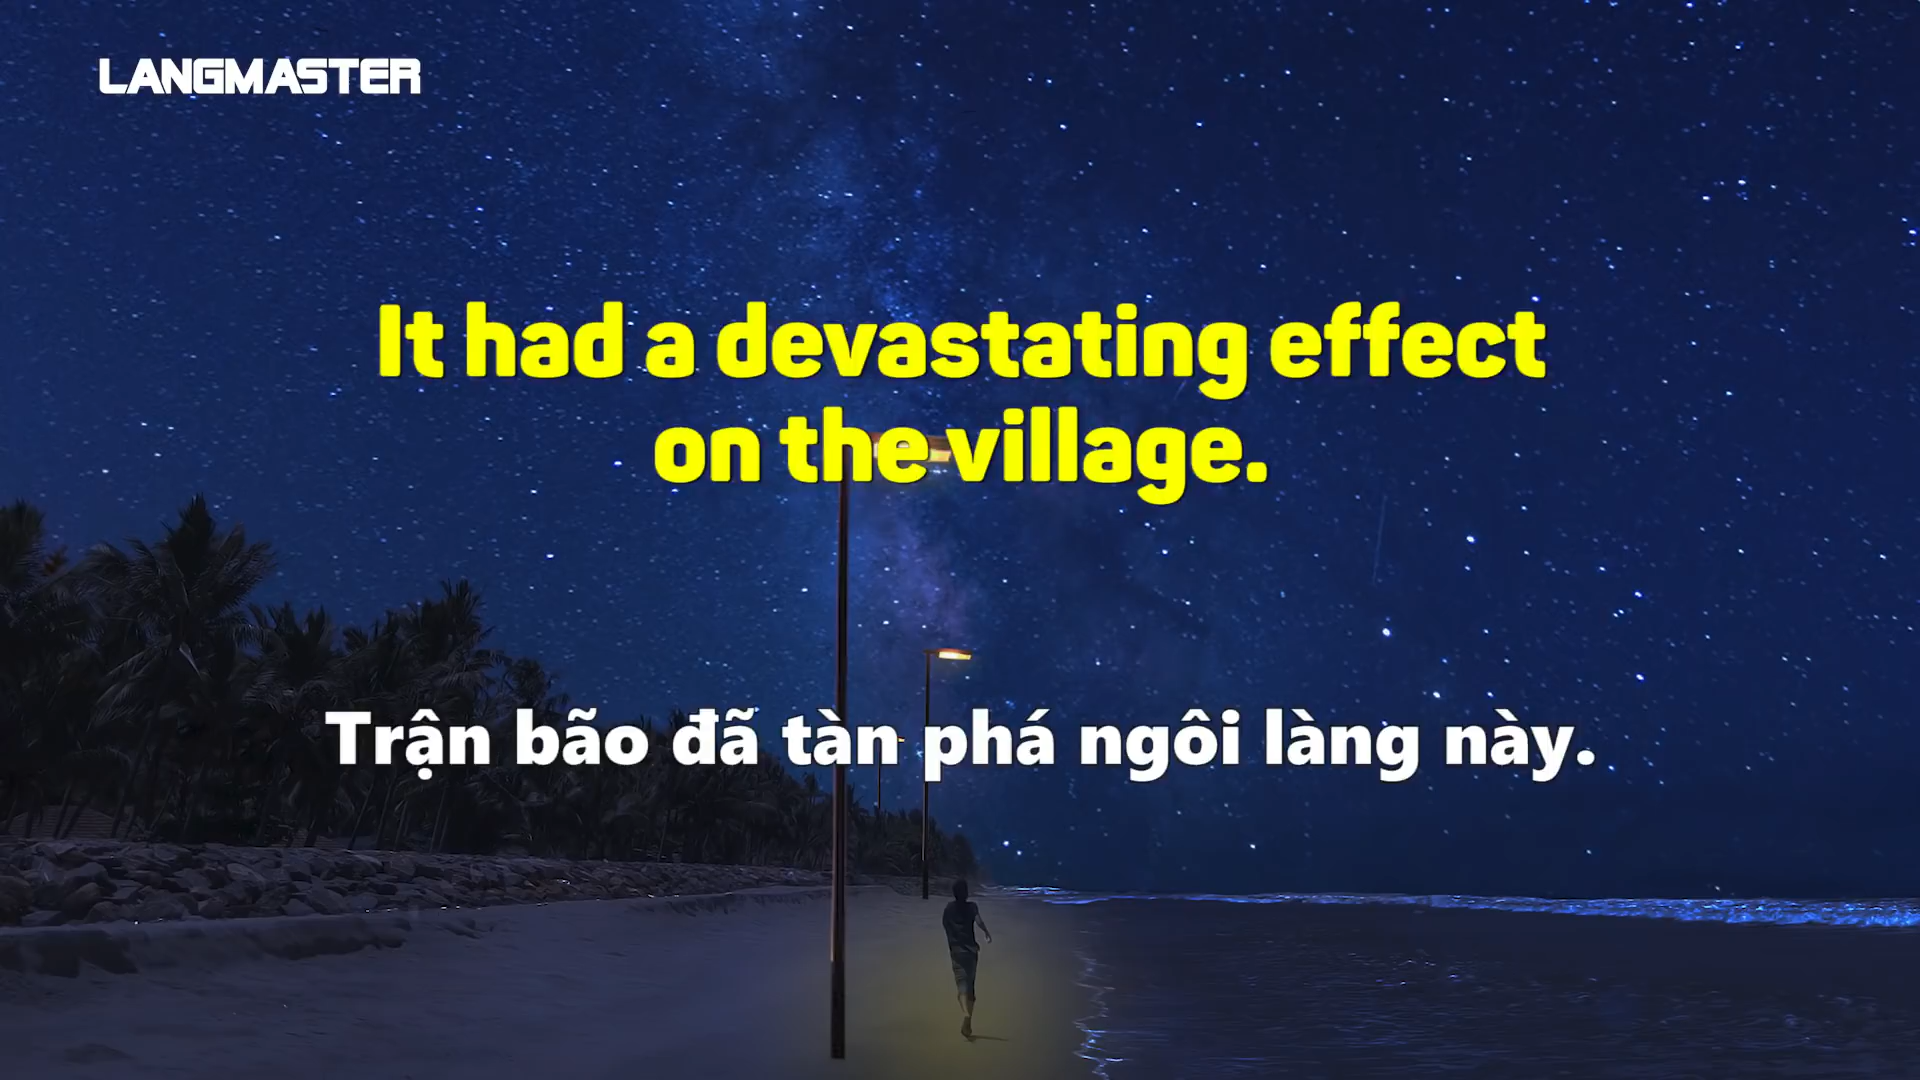 LANGMASTER
It had a devastating effect
on the village.
Trận bão đã tàn phá ngôi làng này.